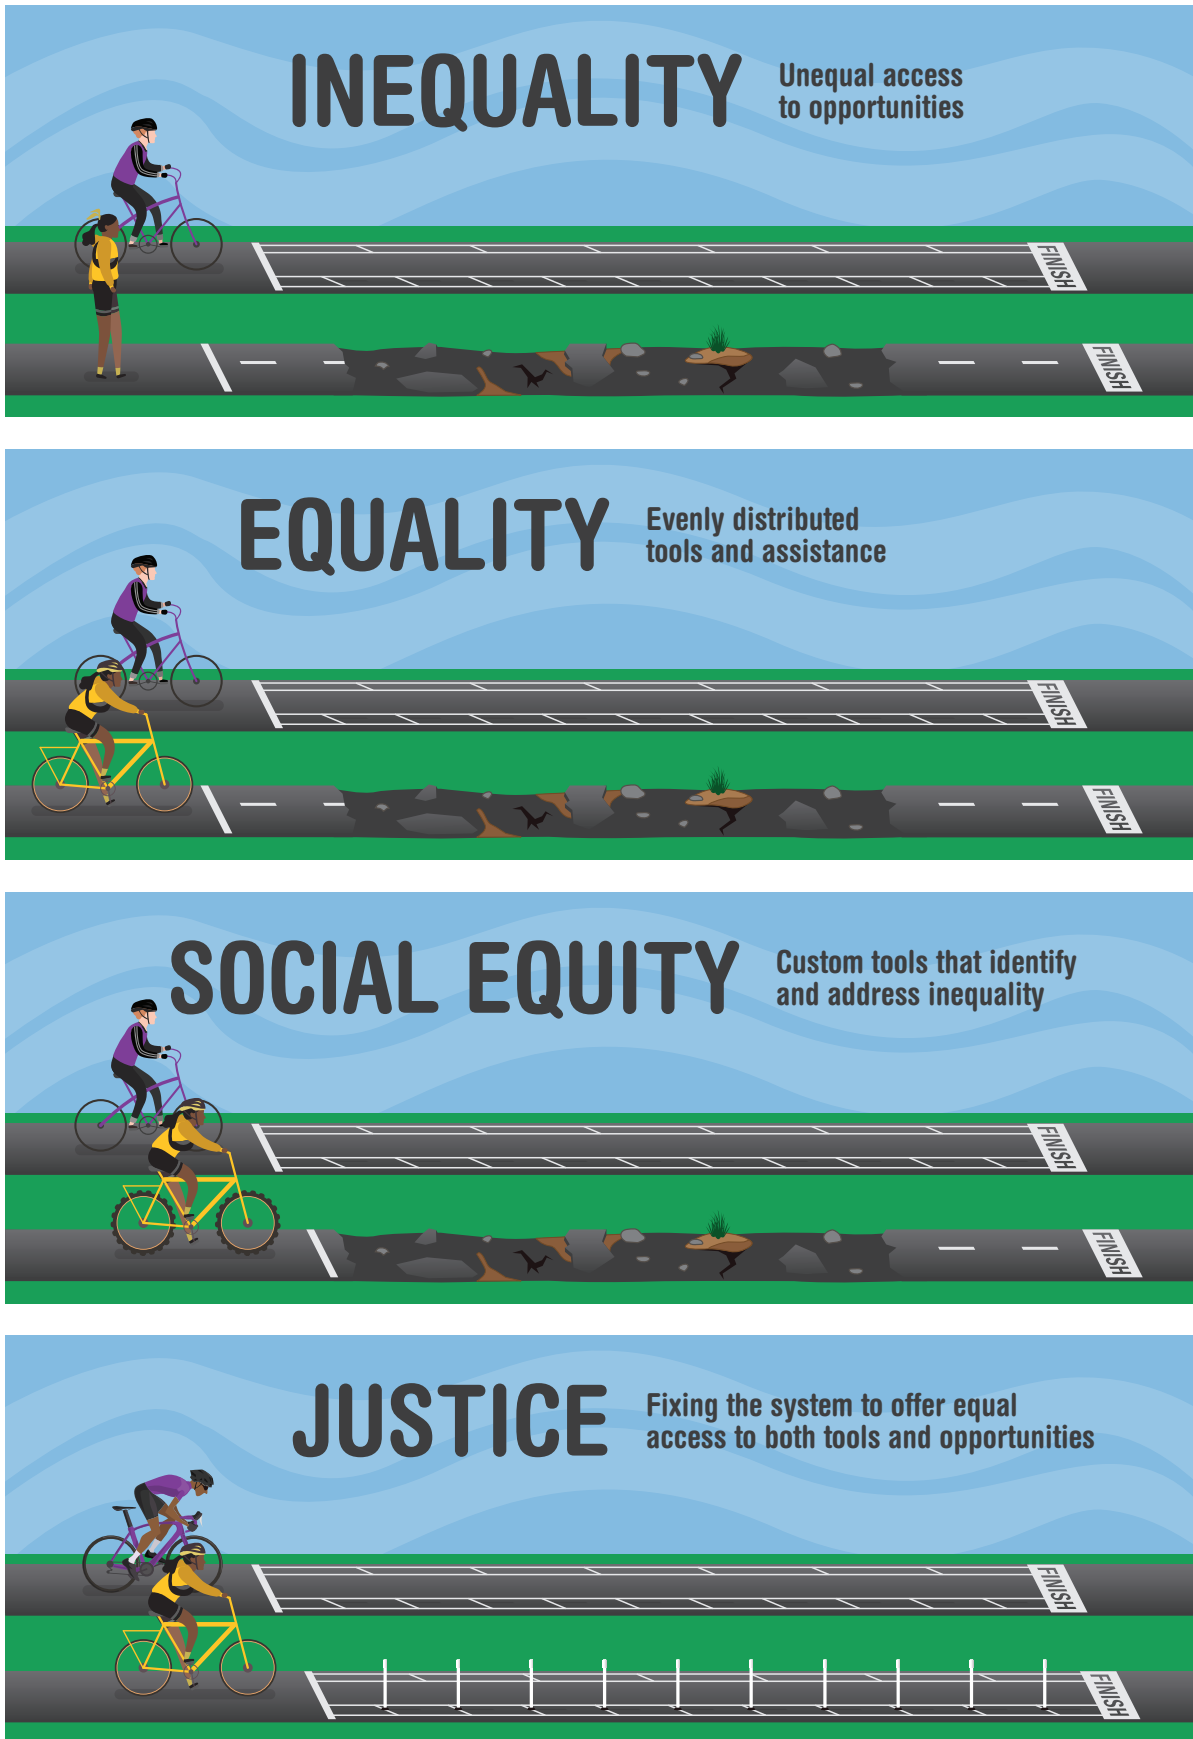 INEQUALITY
Unequal access
to opportunities
FINISH
FINISH
EQUALITY
Evenly distributed
tools and assistance
FINISH
FINISH
SOCIAL EQUITY
Custom tools that identify
and address inequality
FINISH
FINISH
JUSTICE
Fixing the system to offer equal
access to both tools and opportunities
FINISH
FINISH